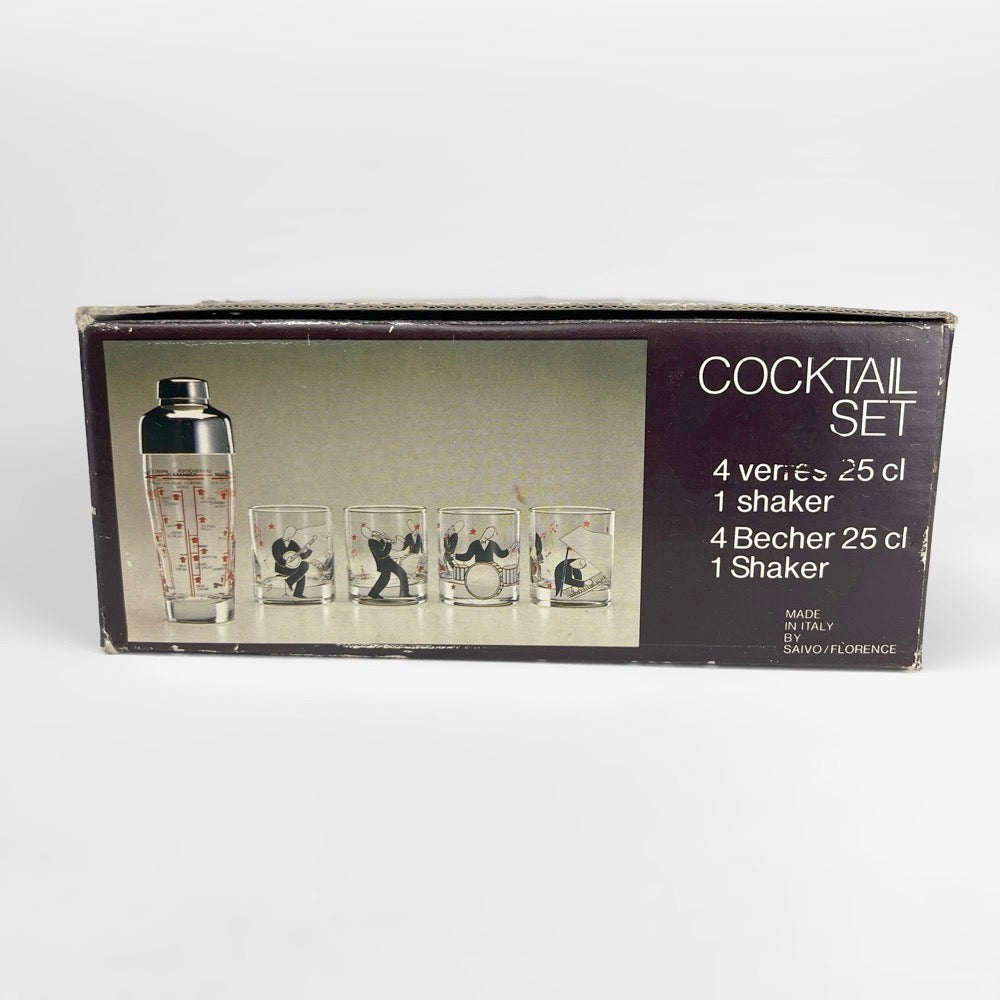 COCKTAIL
SET
4 verres 25 cl
1 shaker
4 Becher 25 cl
1 Shaker
MADE
IN ITALY
BY
SAIVO/FLORENCE